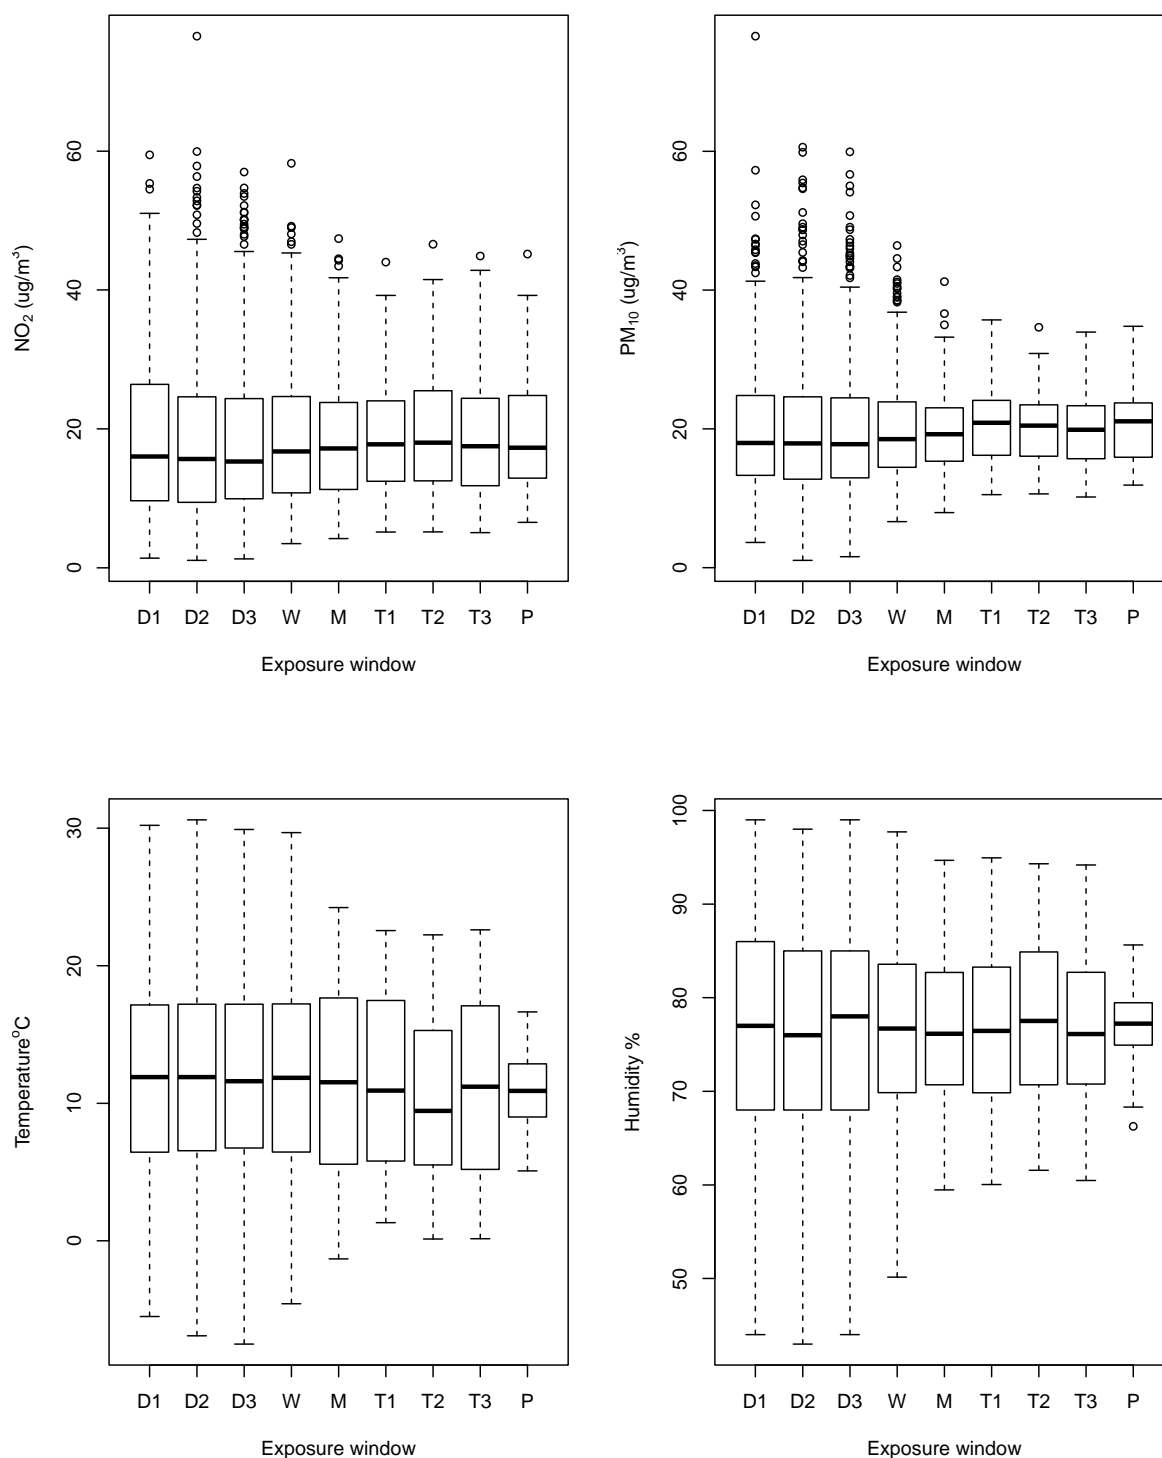 NO2 (ug/m3)
60
40
20
0
D1 D2 D3 W M T1 T2 T3 P
Exposure window
PM10 (ug/m3)
60
40
20
0
D1 D2 D3 W M T1 T2 T3 P
Exposure window
TemperatureoC
30
20
10
0
D1 D2 D3 W M T1 T2 T3 P
Exposure window
Humidity %
100
90
80
70
60
50
D1 D2 D3 W M T1 T2 T3 P
Exposure window